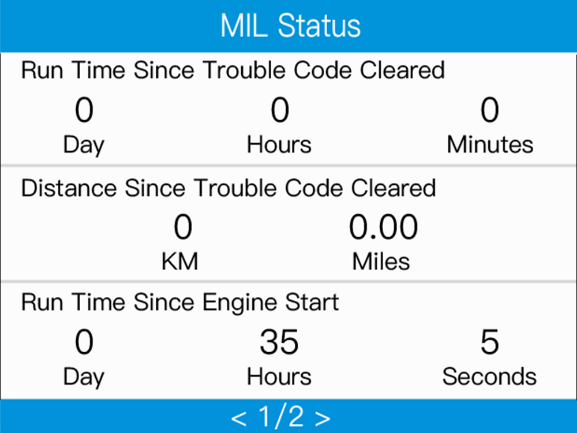 MIL Status
Run Time Since Trouble Code Cleared
0 0 0
Day Hours Minutes
Distance Since Trouble Code Cleared
0 0.00
KM Miles
Run Time Since Engine Start
0 35 5
Day Hours Seconds
< 1/2 >